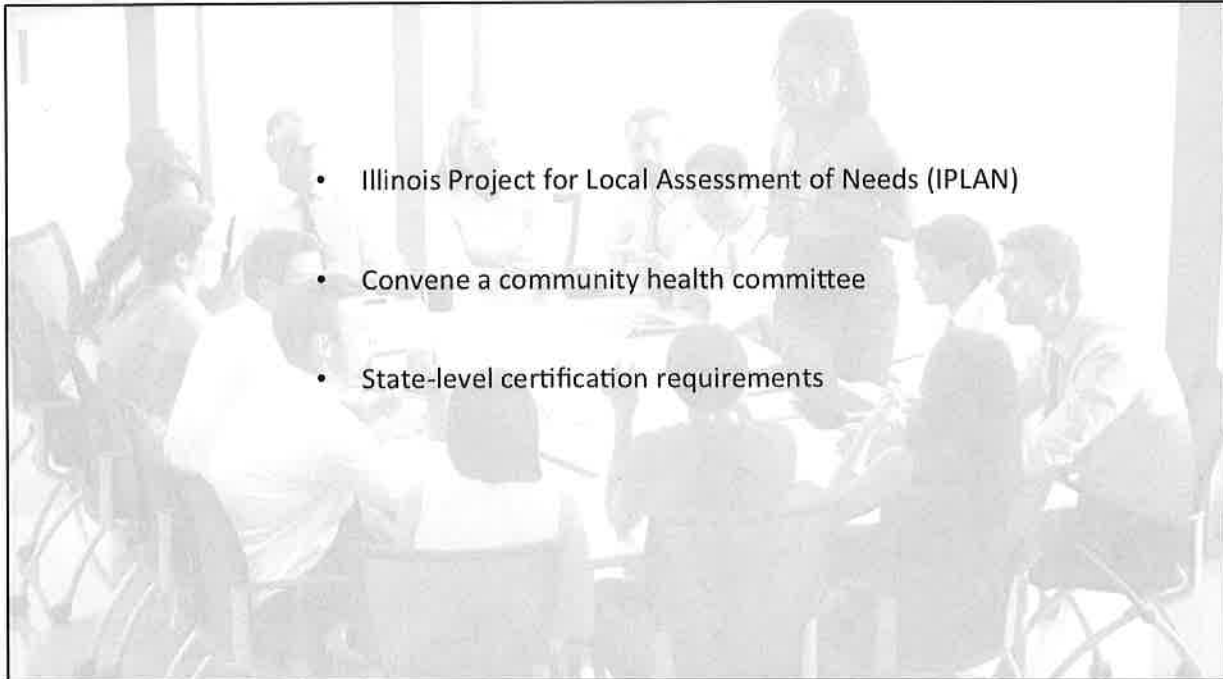 • Illinois Project for Local Assessment of Needs (IPLAN)
• Convene a community health committee
• State-level certification requirements